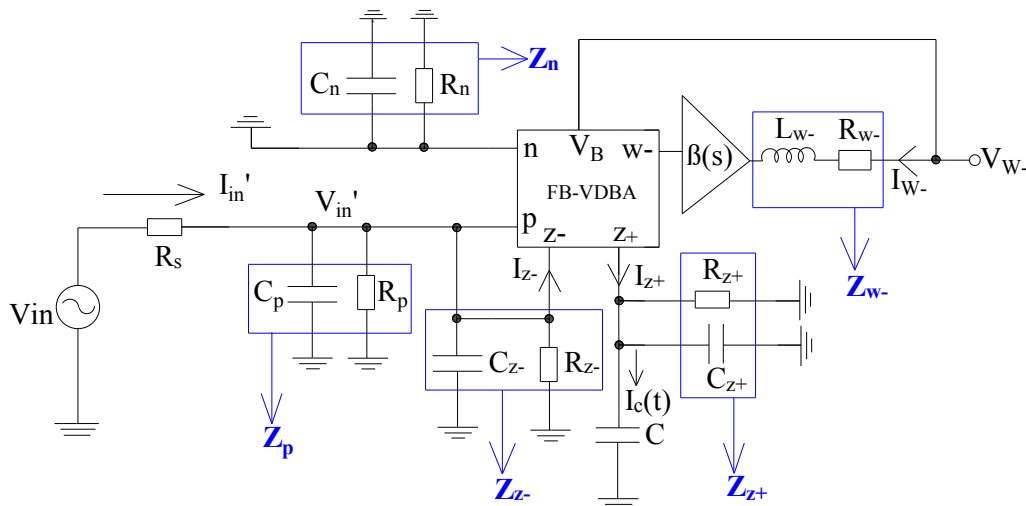 Cn
Rn
Zn
n
VB
w-
FB-VDBA
p
z-
z+
ß(s)
Lw-
Rw-
IW-
VW-
Zw-
Iin'
Vin'
Rs
Vin
Cp
Rp
Zp
Iz-
Iz+
Cz-
Rz-
Zz-
Rz+
Cz+
Zz+
Ic(t)
C